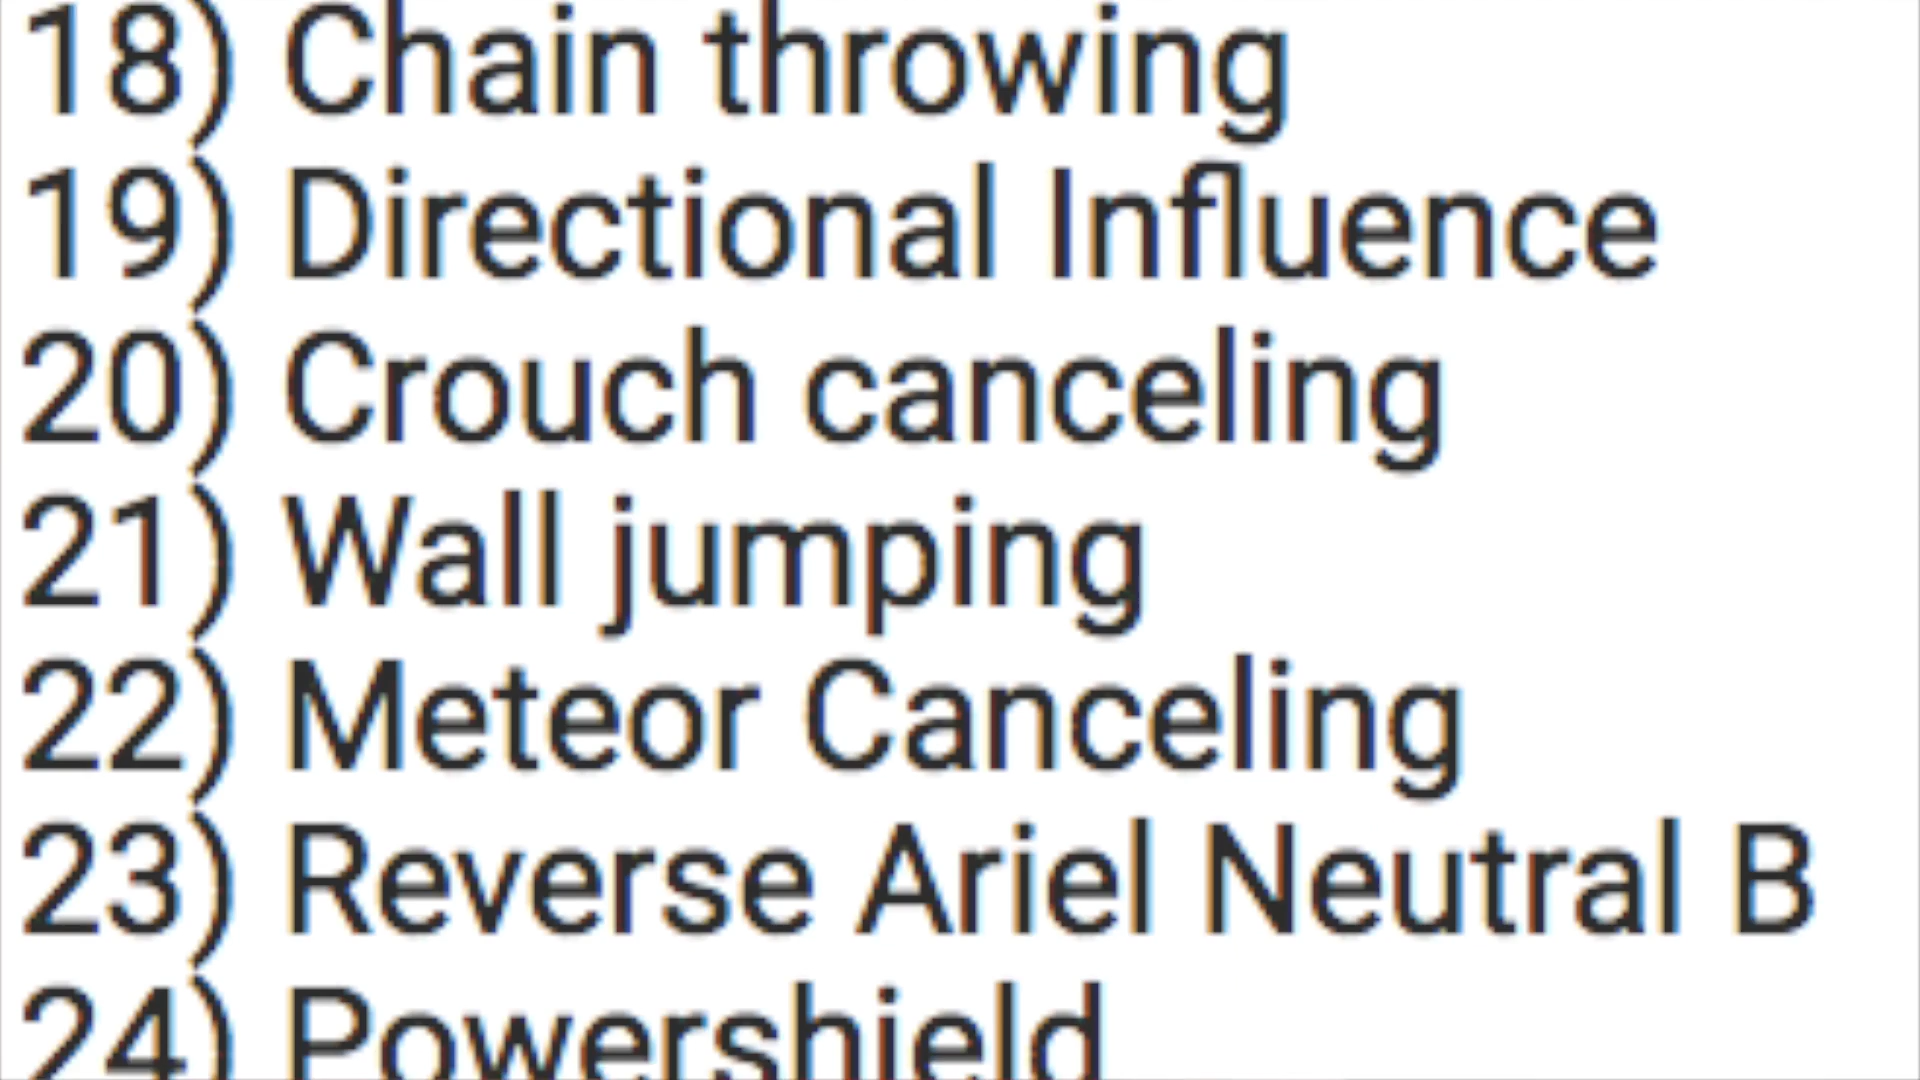 18) Chain throwing
19) Directional Influence
20) Crouch canceling
21) Wall jumping
22) Meteor Canceling
23) Reverse Ariel Neutral B
24) Powershield